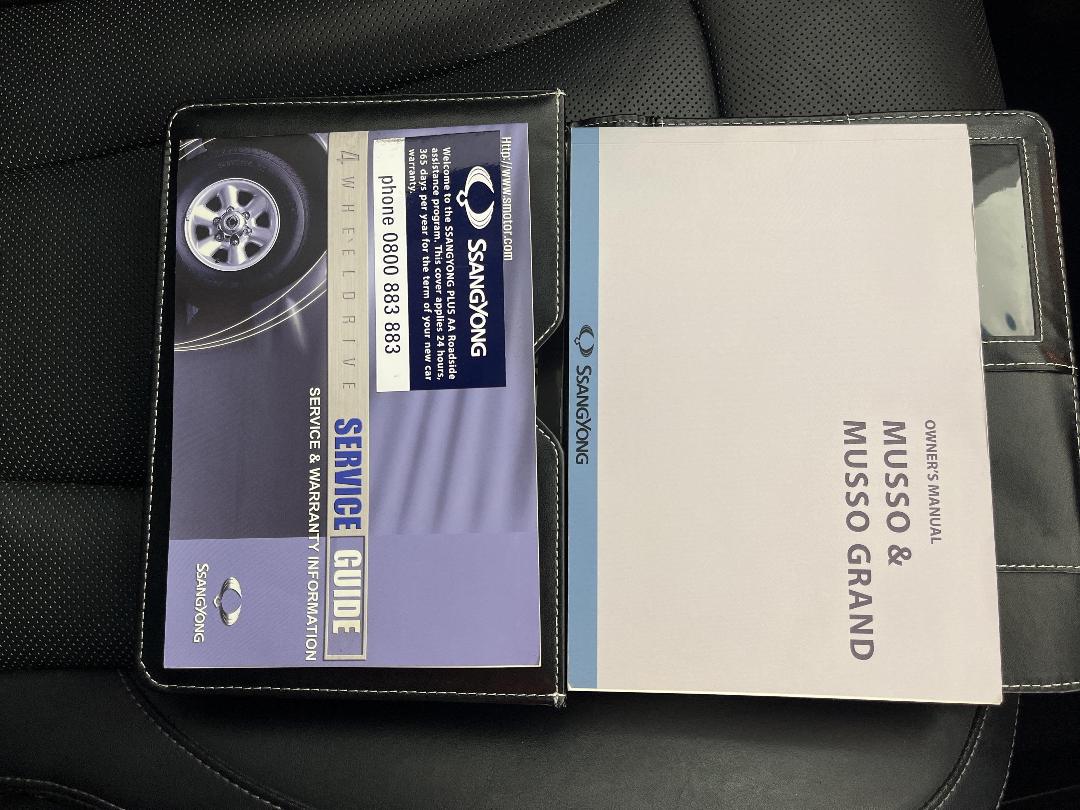 Http://www.smotor.com
SSANGYONG
Welcome to the SSANGYONG PLUS AA Roadside
assistance program. This cover applies 24 hours,
365 days per year for the term of your new car
warranty.
phone 0800 883 883
4 WHEEL DRIVE
SERVICE GUIDE
SERVICE & WARRANTY INFORMATION
SSANGYONG
OWNER'S MANUAL
MUSSO &
MUSSO GRAND
SSANGYONG